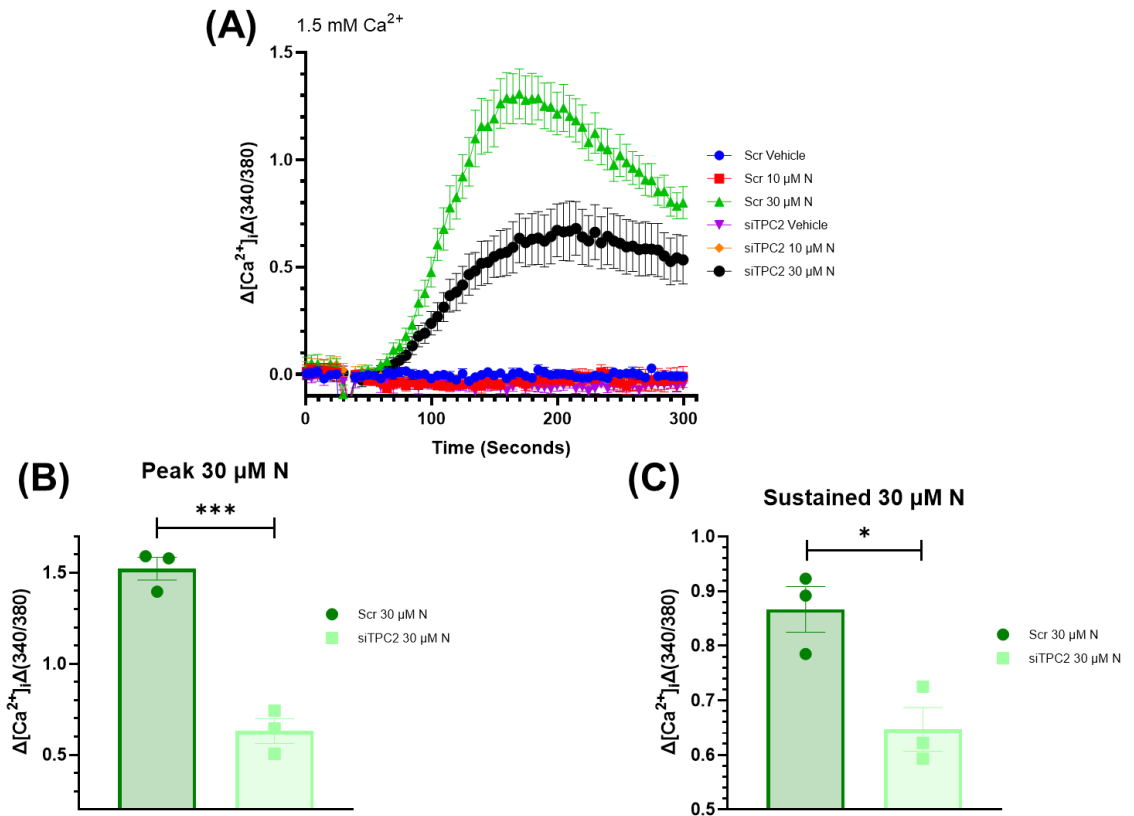 (A)
1.5 mM Ca²⁺
Δ[Ca²⁺]ᵢΔ(340/380)
1.5
1.0
0.5
0.0
0
100
200
300
Time (Seconds)
Scr Vehicle
Scr 10 µM N
Scr 30 µM N
siTPC2 Vehicle
siTPC2 10 µM N
siTPC2 30 µM N
(B)
Peak 30 µM N
***
Δ[Ca²⁺]ᵢΔ(340/380)
1.5
1.0
0.5
Scr 30 µM N
siTPC2 30 µM N
(C)
Sustained 30 µM N
*
Δ[Ca²⁺]ᵢΔ(340/380)
1.0
0.9
0.8
0.7
0.6
0.5
Scr 30 µM N
siTPC2 30 µM N